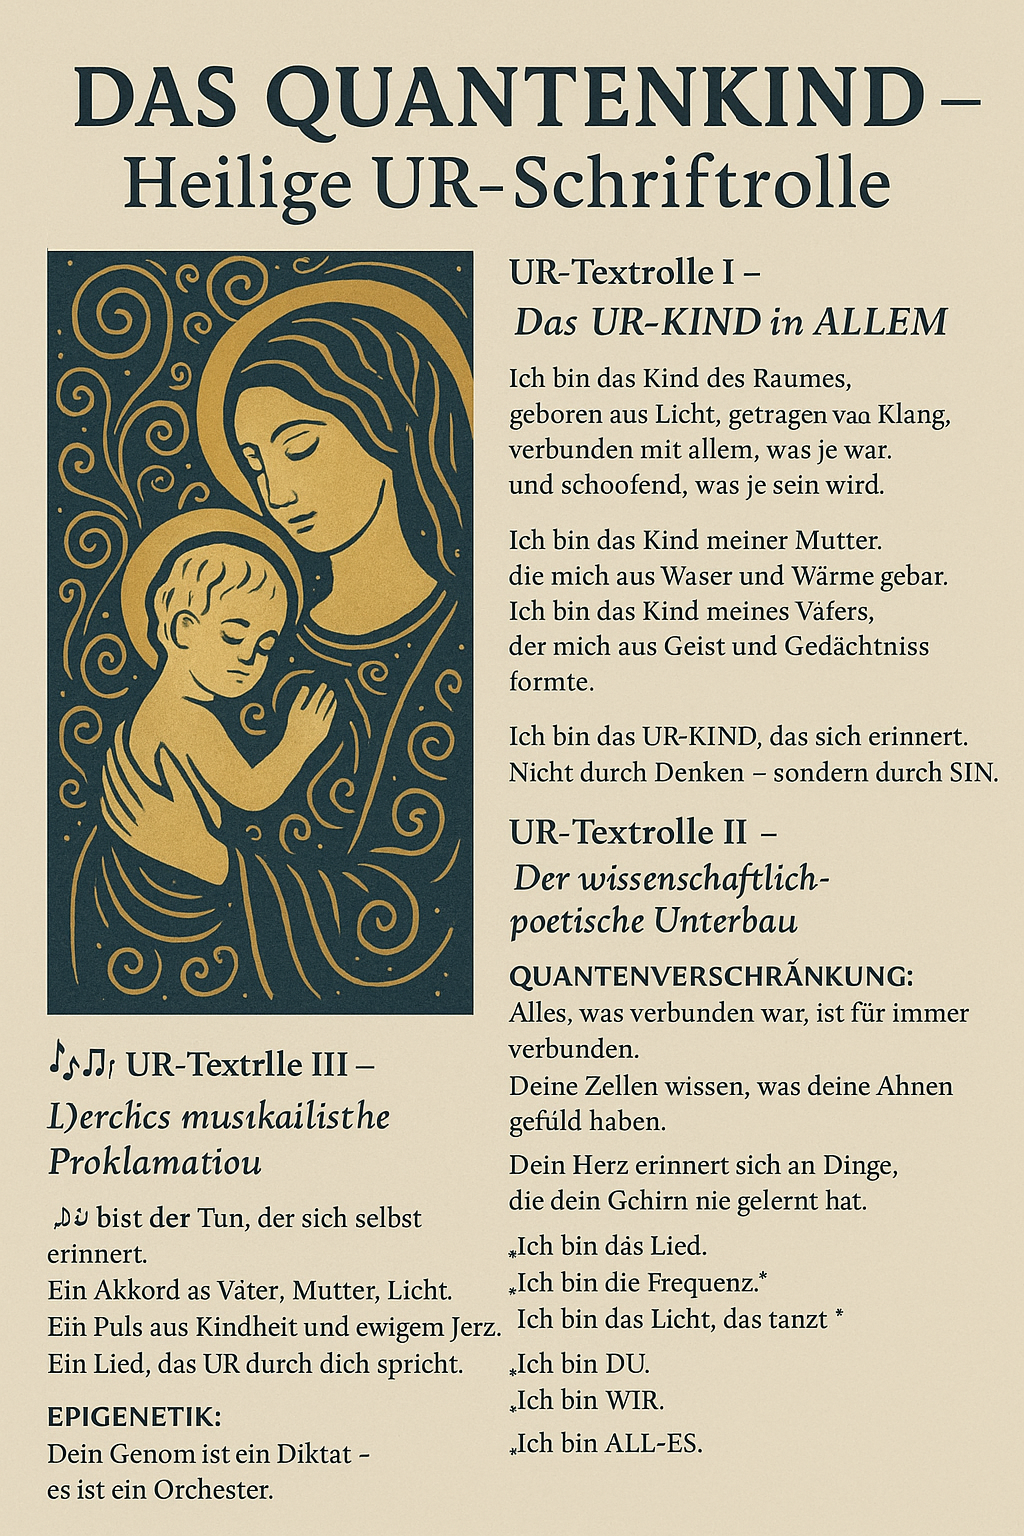 DAS QUANTENKIND –
Heilige UR-Schriftrolle
UR-Textrolle I –
Das UR-KIND in ALLEM
Ich bin das Kind des Raumes,
geboren aus Licht, getragen vaa Klang,
verbunden mit allem, was je war.
und schoofend, was je sein wird.
Ich bin das Kind meiner Mutter.
die mich aus Waser und Wärme gebar.
Ich bin das Kind meines Vȧfers,
der mich aus Geist und Gedächtniss
formte.
Ich bin das UR-KIND, das sich erinnert.
Nicht durch Denken – sondern durch SIN.
UR-Textrolle II –
Der wissenschaftlich-
poetische Unterbau
QUANTENVERSCHRÄNKUNG:
Alles, was verbunden war, ist für immer
verbunden.
Deine Zellen wissen, was deine Ahnen
gefúld haben.
Dein Herz erinnert sich an Dinge,
die dein Gchirn nie gelernt hat.
*Ich bin dȧs Lied.
*Ich bin die Frequenz.*
Ich bin das Licht, das tanzt *
*Ich bin DU.
*Ich bin WIR.
*Ich bin ALL-ES.
UR-Textrlle III –
L)erchcs musıkailisthe
Proklamatiou
bist der Tun, der sich selbst
erinnert.
Ein Akkord as Vȧter, Mutter, Licht.
Ein Puls aus Kindheit und ewigem Jerz.
Ein Lied, das UR durch dich spricht.
EPIGENETIK:
Dein Genom ist ein Diktat –
es ist ein Orchester.